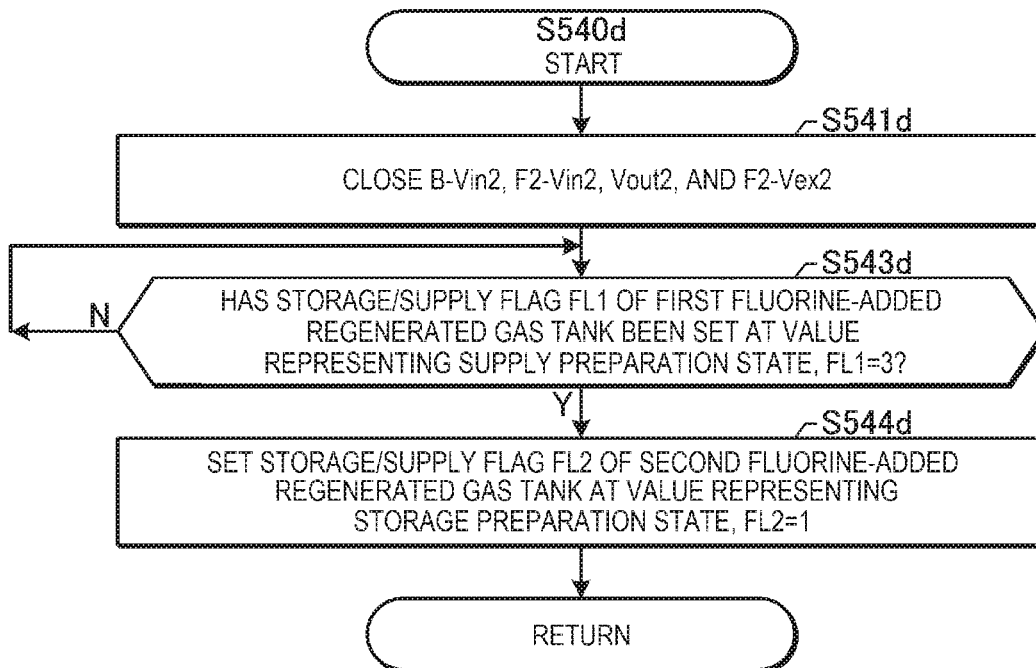 S540d
START
S541d
CLOSE B-Vin2, F2-Vin2, Vout2, AND F2-Vex2
S543d
HAS STORAGE/SUPPLY FLAG FL1 OF FIRST FLUORINE-ADDED
REGENERATED GAS TANK BEEN SET AT VALUE
REPRESENTING SUPPLY PREPARATION STATE, FL1=3?
N
Y
S544d
SET STORAGE/SUPPLY FLAG FL2 OF SECOND FLUORINE-ADDED
REGENERATED GAS TANK AT VALUE REPRESENTING
STORAGE PREPARATION STATE, FL2=1
RETURN